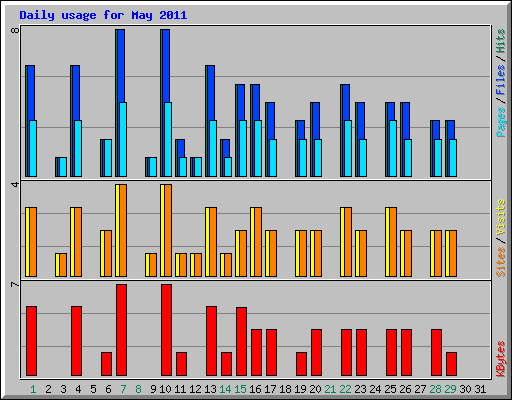 Daily usage for May 2011
8
Pages/Files/Hits
4
Sites/Visits
7
KBytes
1 2 3 4 5 6 7 8 9 10 11 12 13 14 15 16 17 18 19 20 21 22 23 24 25 26 27 28 29 30 31